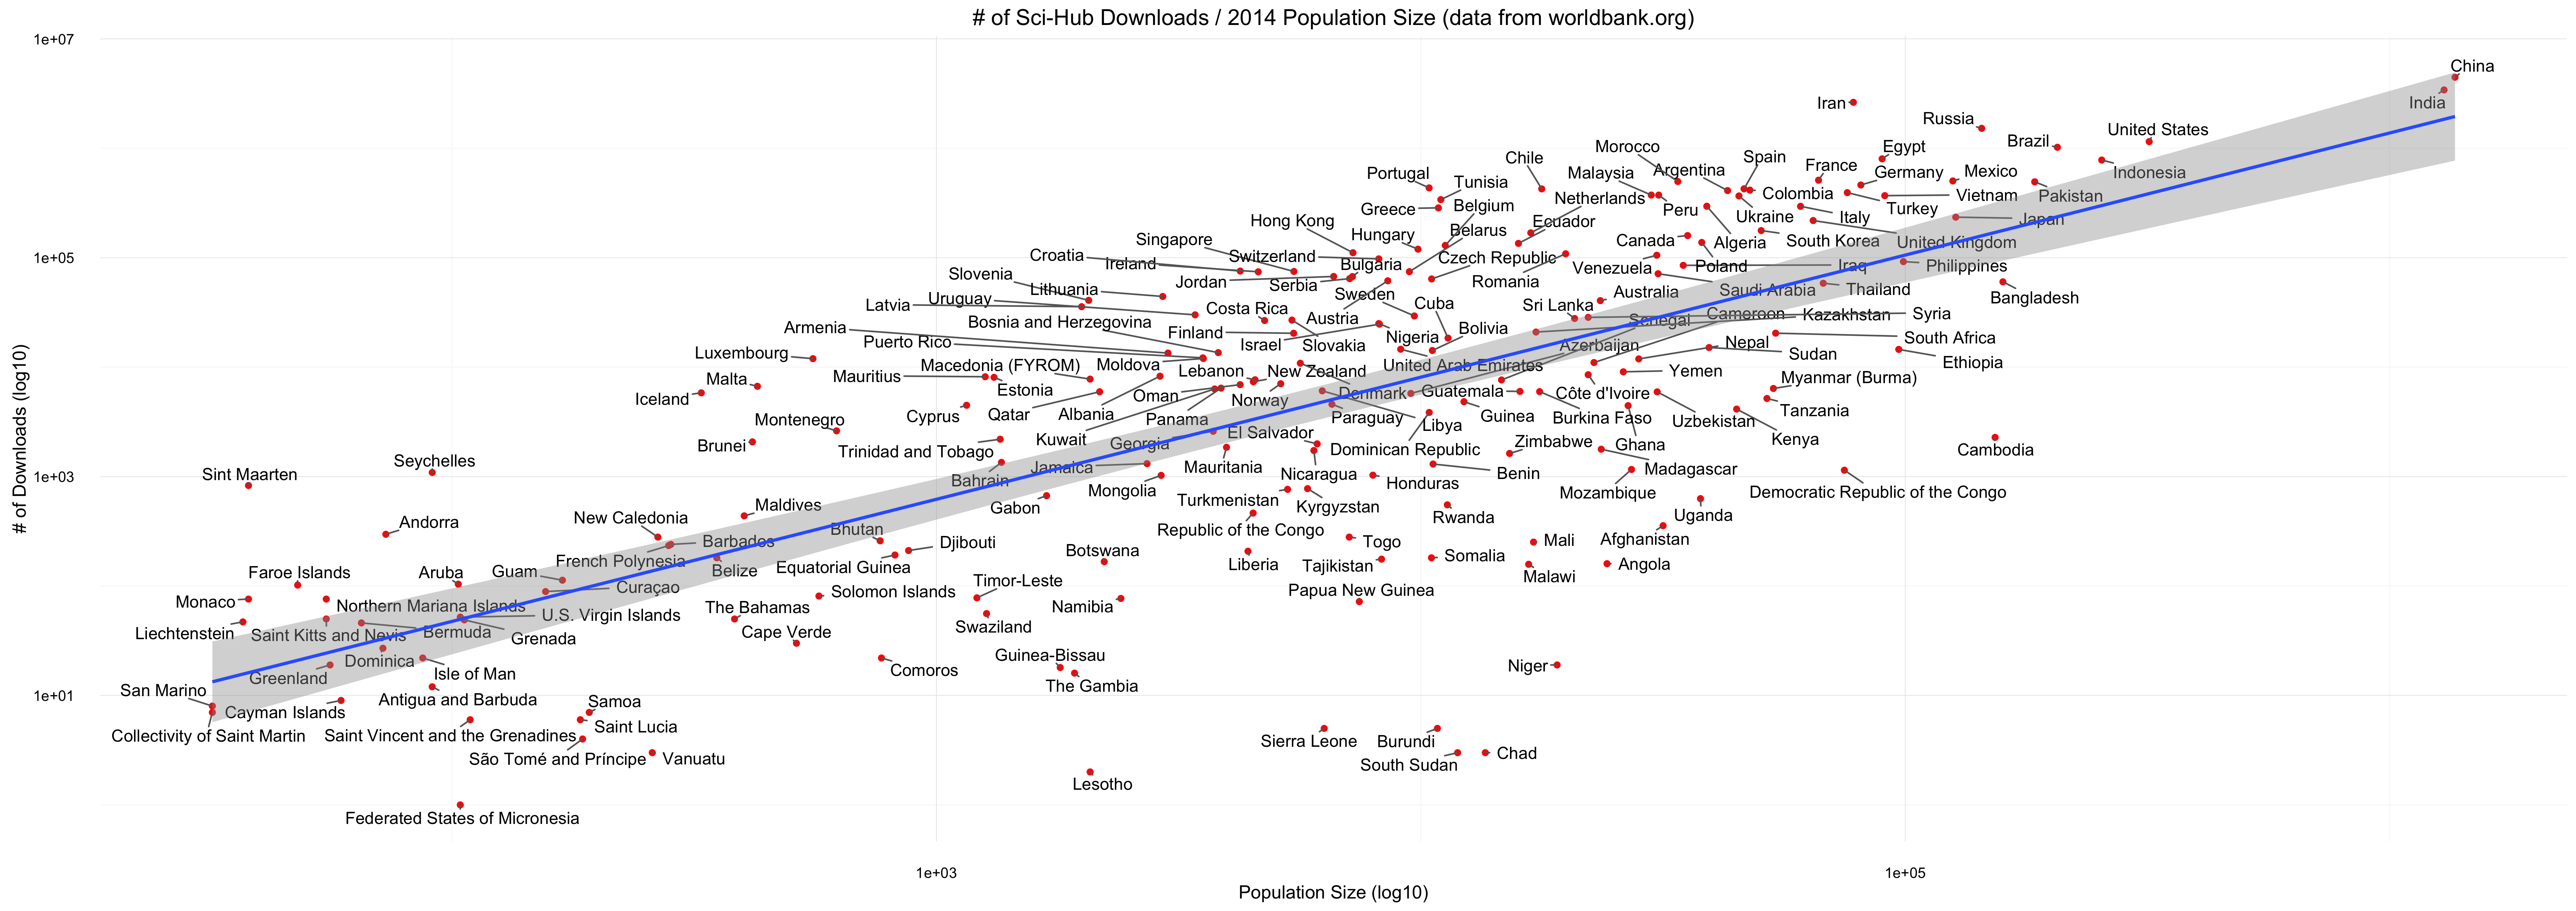 # of Sci-Hub Downloads / 2014 Population Size (data from worldbank.org)
1e+07
China
India
Iran
Russia
United States
Brazil
Egypt
Morocco
Chile
Spain
Argentina
France
Germany
Mexico
Indonesia
Portugal
Malaysia
Tunisia
Netherlands
Colombia
Vietnam
Pakistan
Greece
Belgium
Peru
Ukraine
Turkey
Italy
Japan
Hong Kong
Hungary
Belarus
Ecuador
Canada
Algeria
South Korea
United Kingdom
Singapore
Croatia
Ireland
Switzerland
Bulgaria
Czech Republic
Venezuela
Poland
Iraq
Philippines
1e+05
Slovenia
Lithuania
Jordan
Serbia
Romania
Saudi Arabia
Thailand
Bangladesh
Latvia
Uruguay
Costa Rica
Sweden
Cuba
Sri Lanka
Australia
Armenia
Bosnia and Herzegovina
Finland
Austria
Nigeria
Bolivia
Senegal
Cameroon
Kazakhstan
Syria
Puerto Rico
Israel
Slovakia
Azerbaijan
Nepal
South Africa
Luxembourg
Macedonia (FYROM)
Moldova
Lebanon
New Zealand
United Arab Emirates
Sudan
Ethiopia
Malta
Mauritius
Estonia
Yemen
Myanmar (Burma)
Iceland
Cyprus
Qatar
Albania
Oman
Norway
Denmark
Guatemala
Côte d'Ivoire
Tanzania
Montenegro
Panama
Paraguay
Libya
Guinea
Burkina Faso
Uzbekistan
Kenya
Brunei
Trinidad and Tobago
Kuwait
Georgia
El Salvador
Dominican Republic
Zimbabwe
Ghana
Cambodia
Sint Maarten
Seychelles
Bahrain
Jamaica
Mauritania
Nicaragua
Benin
Madagascar
1e+03
Mongolia
Honduras
Mozambique
Democratic Republic of the Congo
Maldives
Gabon
Turkmenistan
Kyrgyzstan
Rwanda
Uganda
Andorra
New Caledonia
Barbados
Bhutan
Djibouti
Republic of the Congo
Togo
Mali
Afghanistan
French Polynesia
Belize
Equatorial Guinea
Botswana
Liberia
Tajikistan
Somalia
Malawi
Angola
Faroe Islands
Aruba
Guam
Curaçao
Solomon Islands
Timor-Leste
Papua New Guinea
Monaco
Northern Mariana Islands
U.S. Virgin Islands
The Bahamas
Namibia
Liechtenstein
Saint Kitts and Nevis
Bermuda
Grenada
Cape Verde
Swaziland
Greenland
Dominica
Isle of Man
Comoros
Guinea-Bissau
The Gambia
Niger
1e+01
San Marino
Cayman Islands
Antigua and Barbuda
Samoa
Collectivity of Saint Martin
Saint Vincent and the Grenadines
Saint Lucia
São Tomé and Príncipe
Vanuatu
Sierra Leone
Burundi
South Sudan
Chad
Lesotho
Federated States of Micronesia
# of Downloads (log10)
1e+03
1e+05
Population Size (log10)